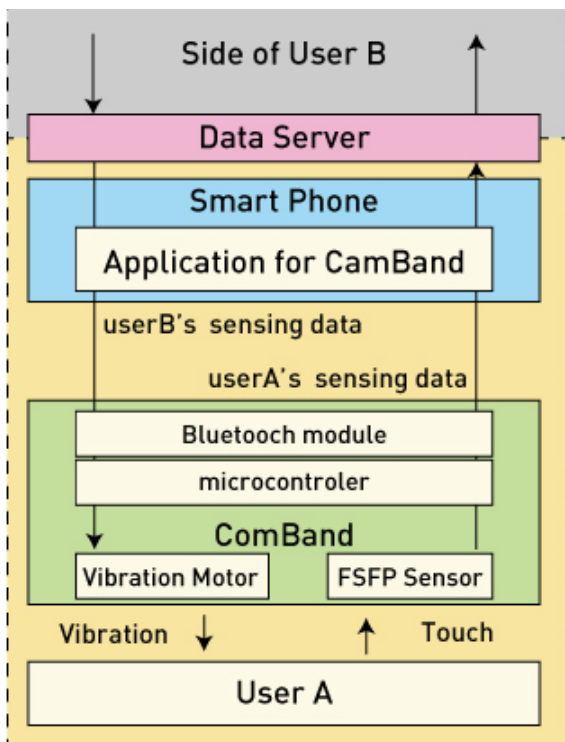 Side of User B
Data Server
Smart Phone
Application for CamBand
userB's sensing data
userA's sensing data
Bluetooch module
microcontroler
ComBand
Vibration Motor
FSFP Sensor
Vibration
Touch
User A